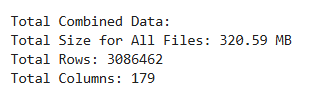 Total Combined Data:
Total Size for All Files: 320.59 MB
Total Rows: 3086462
Total Columns: 179